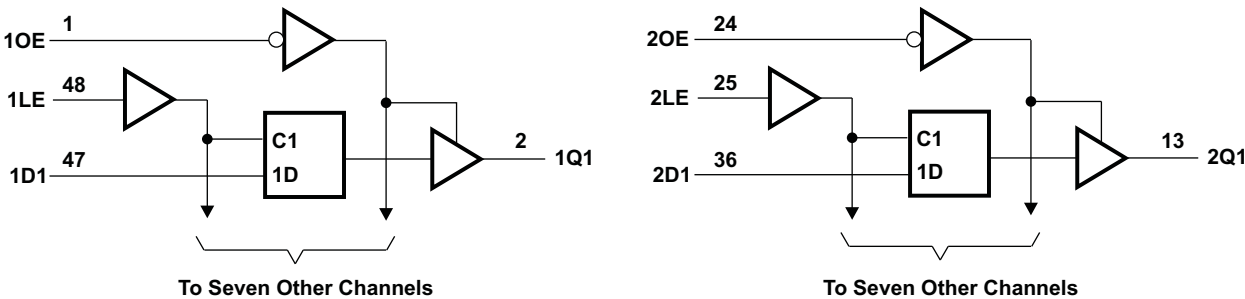 1OE 1
1LE 48
1D1 47
C1
1D
2
1Q1
To Seven Other Channels
2OE 24
2LE 25
2D1 36
C1
1D
13
2Q1
To Seven Other Channels